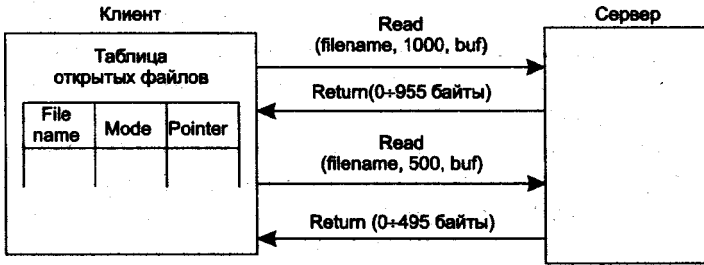 Клиент
Сервер
Таблица
открытых файлов
File
name
Mode
Pointer
Read
(filename, 1000, buf)
Return(0÷955 байты)
Read
(filename, 500, buf)
Return (0÷495 байты)